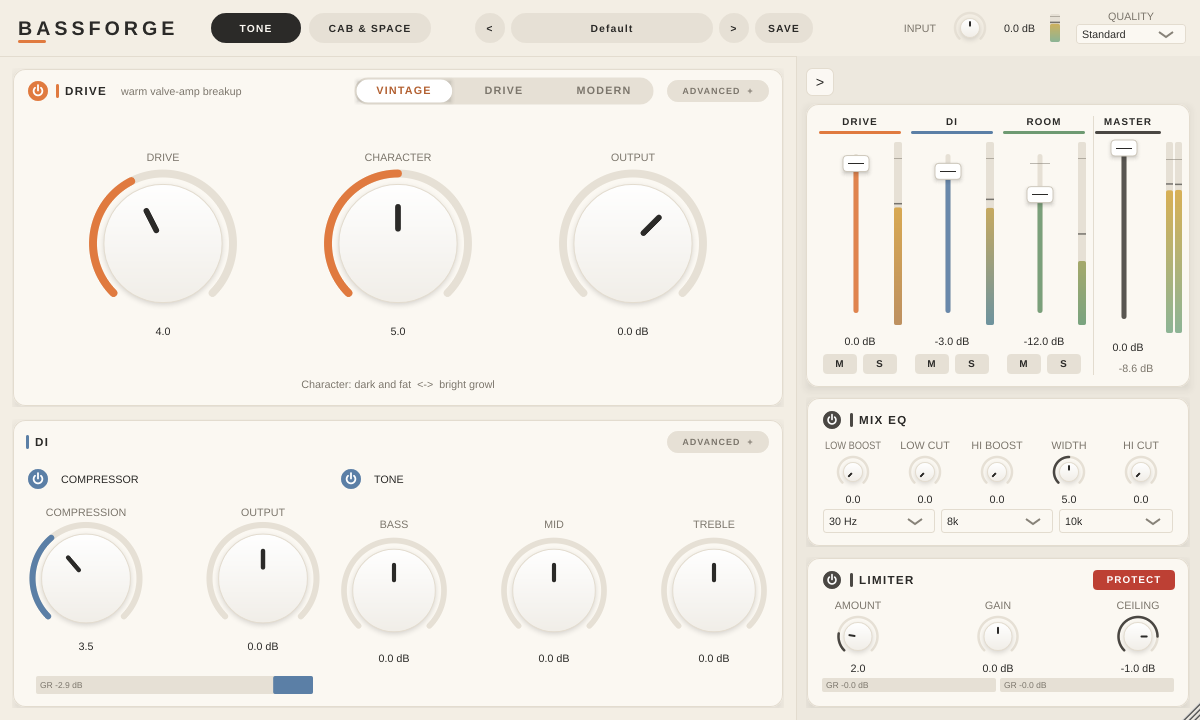 BASSFORGE
TONE
CAB & SPACE
<
Default
>
SAVE
INPUT
0.0 dB
QUALITY
Standard
DRIVE
warm valve-amp breakup
VINTAGE
DRIVE
MODERN
ADVANCED +
DRIVE
CHARACTER
OUTPUT
4.0
5.0
0.0 dB
Character: dark and fat <-> bright growl
DI
ADVANCED +
COMPRESSOR
TONE
COMPRESSION
OUTPUT
BASS
MID
TREBLE
3.5
0.0 dB
0.0 dB
0.0 dB
0.0 dB
GR -2.9 dB
>
DRIVE
DI
ROOM
MASTER
0.0 dB
-3.0 dB
-12.0 dB
0.0 dB
M
S
M
S
M
S
-8.6 dB
MIX EQ
LOW BOOST
LOW CUT
HI BOOST
WIDTH
HI CUT
0.0
0.0
0.0
5.0
0.0
30 Hz
8k
10k
LIMITER
PROTECT
AMOUNT
GAIN
CEILING
2.0
0.0 dB
-1.0 dB
GR -0.0 dB
GR -0.0 dB